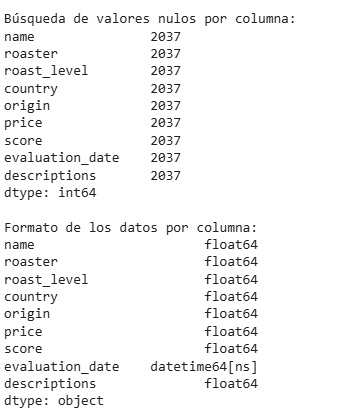 Búsqueda de valores nulos por columna:
name 2037
roaster 2037
roast_level 2037
country 2037
origin 2037
price 2037
score 2037
evaluation_date 2037
descriptions 2037
dtype: int64

Formato de los datos por columna:
name float64
roaster float64
roast_level float64
country float64
origin float64
price float64
score float64
evaluation_date datetime64[ns]
descriptions float64
dtype: object